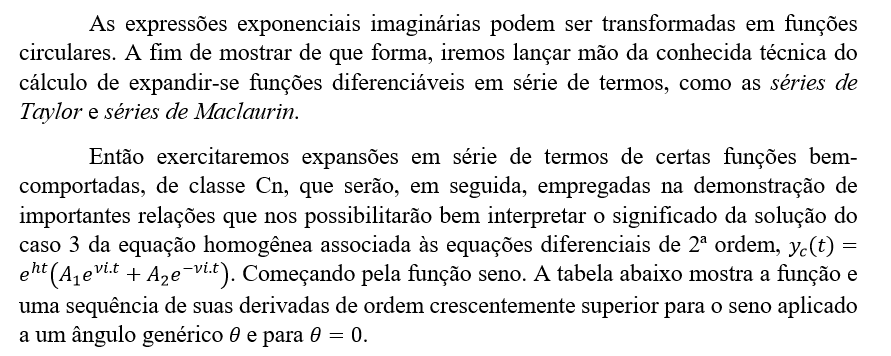 As expressões exponenciais imaginárias podem ser transformadas em funções
circulares. A fim de mostrar de que forma, iremos lançar mão da conhecida técnica do
cálculo de expandir-se funções diferenciáveis em série de termos, como as séries de
Taylor e séries de Maclaurin.
Então exercitaremos expansões em série de termos de certas funções bem-
comportadas, de classe Cn, que serão, em seguida, empregadas na demonstração de
importantes relações que nos possibilitarão bem interpretar o significado da solução do
caso 3 da equação homogênea associada às equações diferenciais de 2ª ordem, $y_c(t) =$
$e^{ht}(A_1e^{vi.t} + A_2e^{-vi.t})$. Começando pela função seno. A tabela abaixo mostra a função e
uma sequência de suas derivadas de ordem crescentemente superior para o seno aplicado
a um ângulo genérico $\theta$ e para $\theta = 0$.